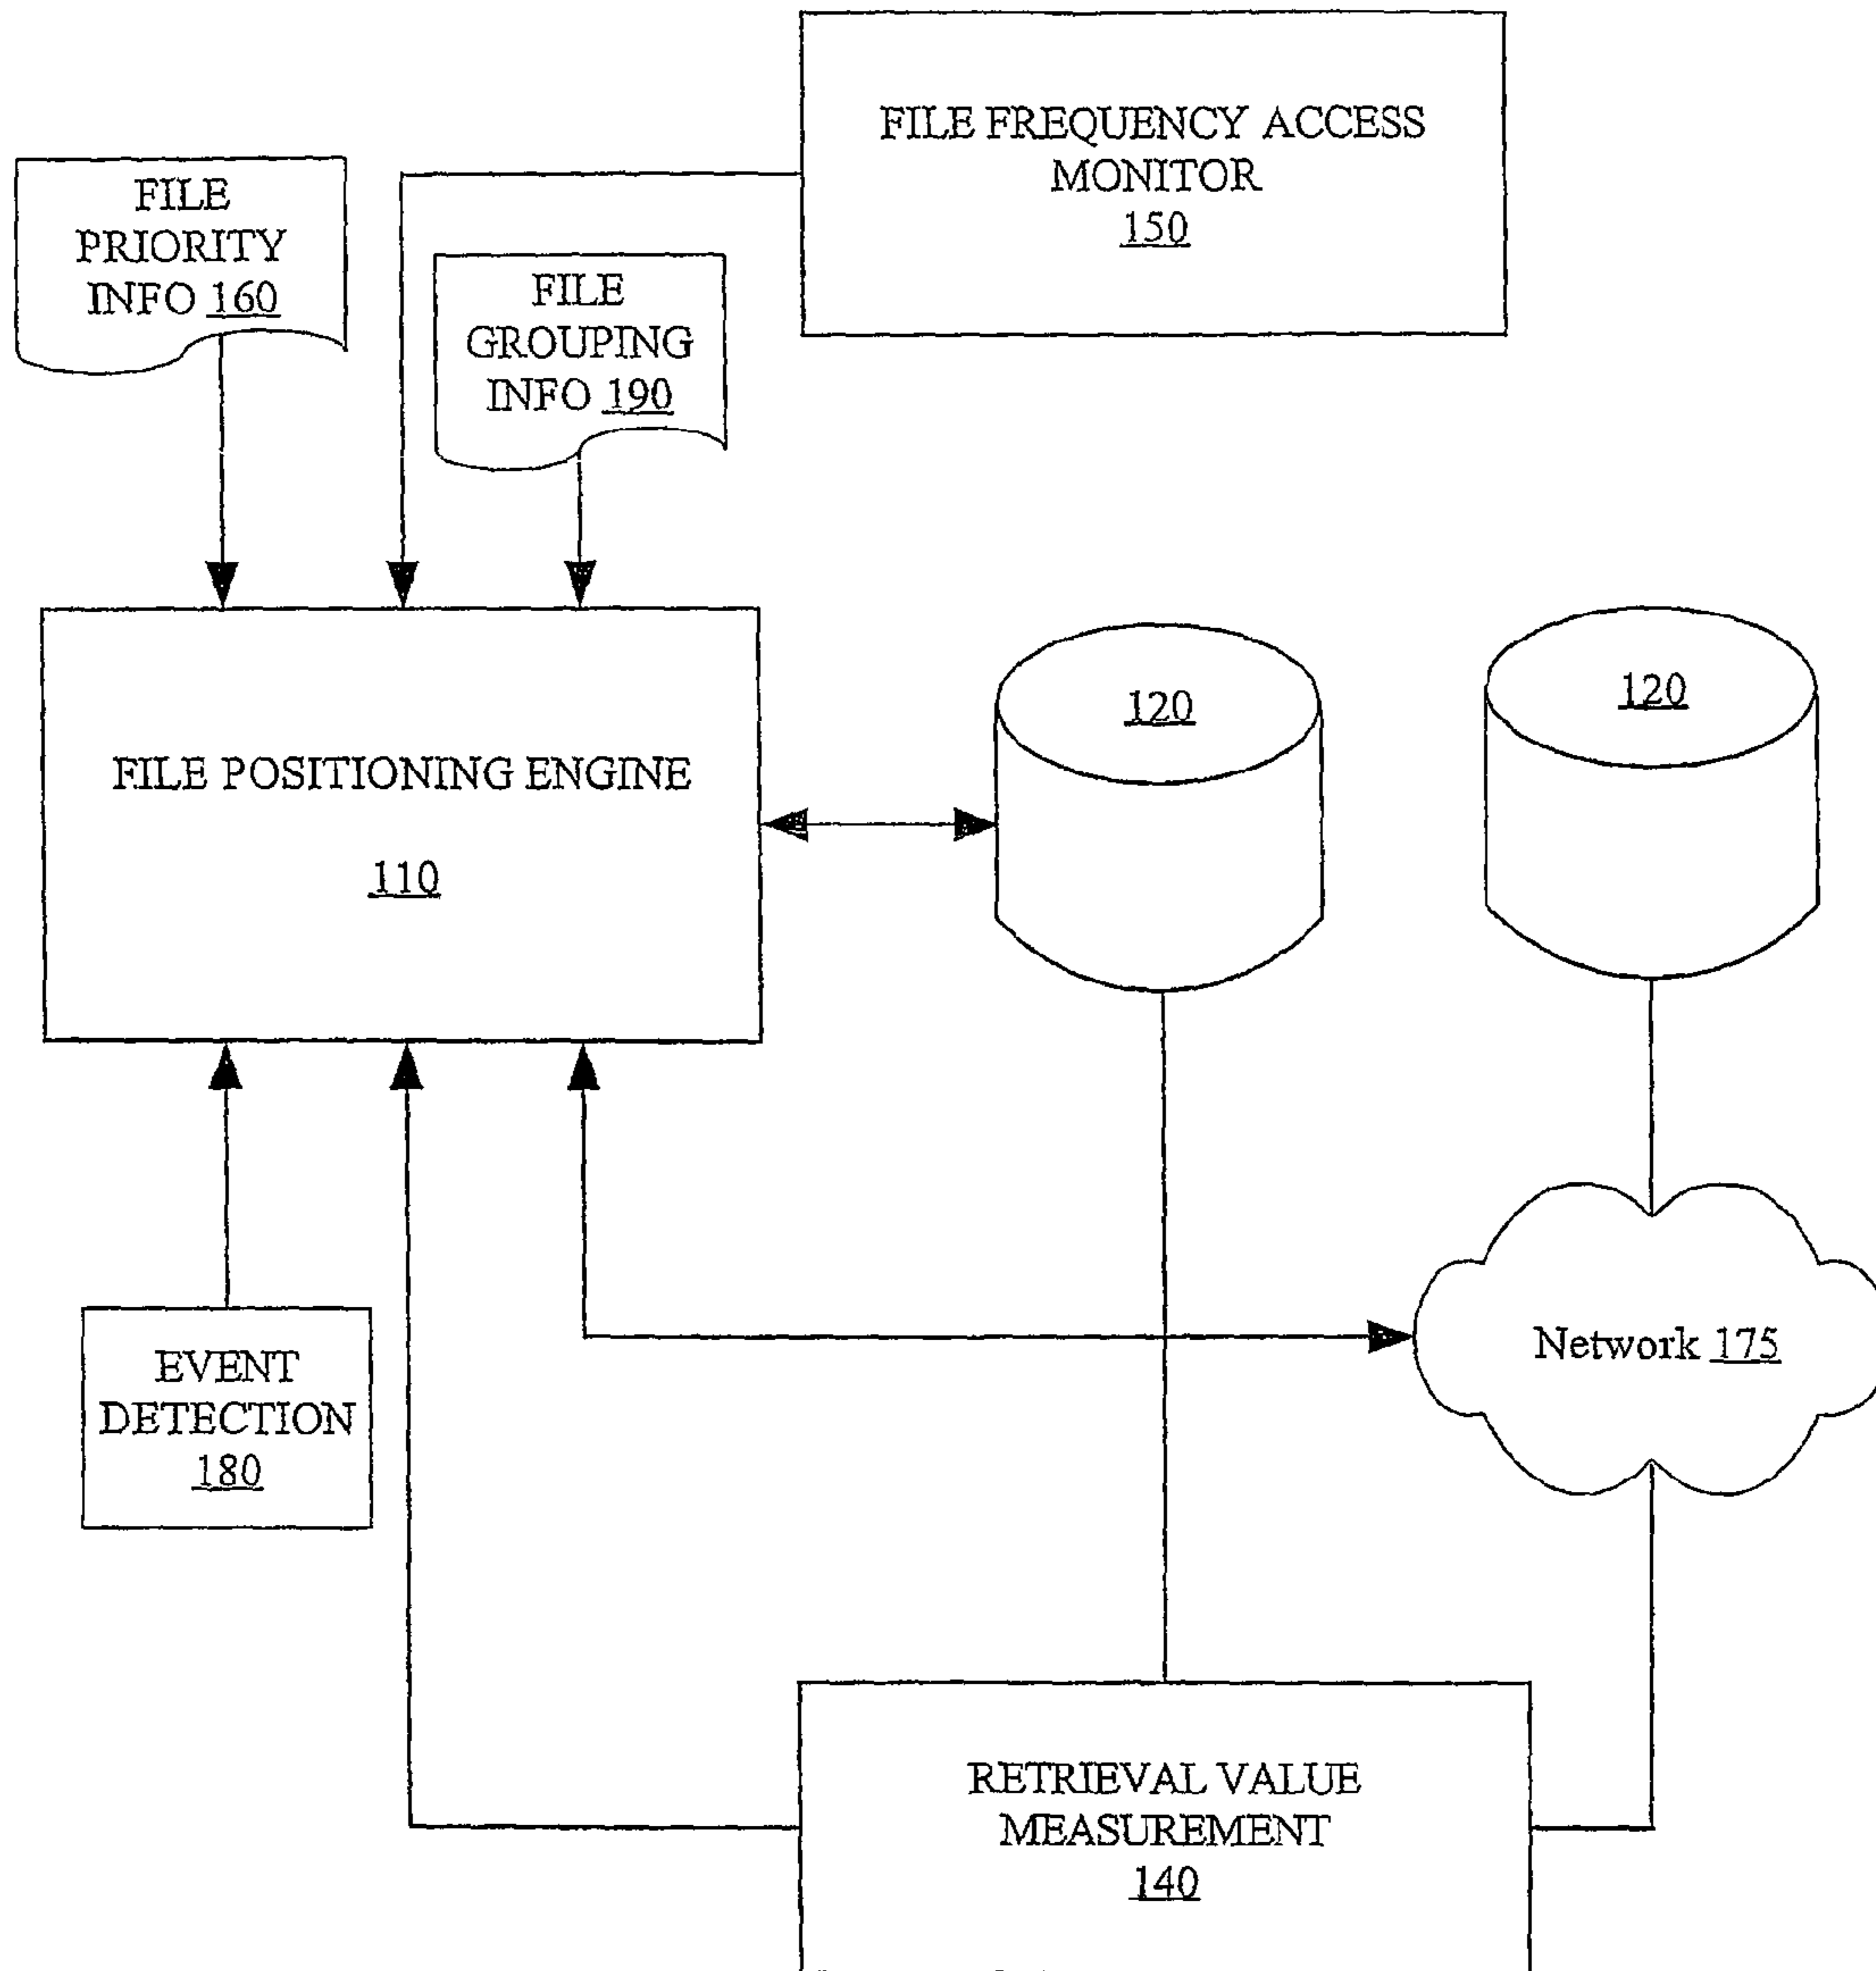 FILE FREQUENCY ACCESS
MONITOR
150
FILE
PRIORITY
INFO 160
FILE
GROUPING
INFO 190
FILE POSITIONING ENGINE
110
120
120
Network 175
EVENT
DETECTION
180
RETRIEVAL VALUE
MEASUREMENT
140